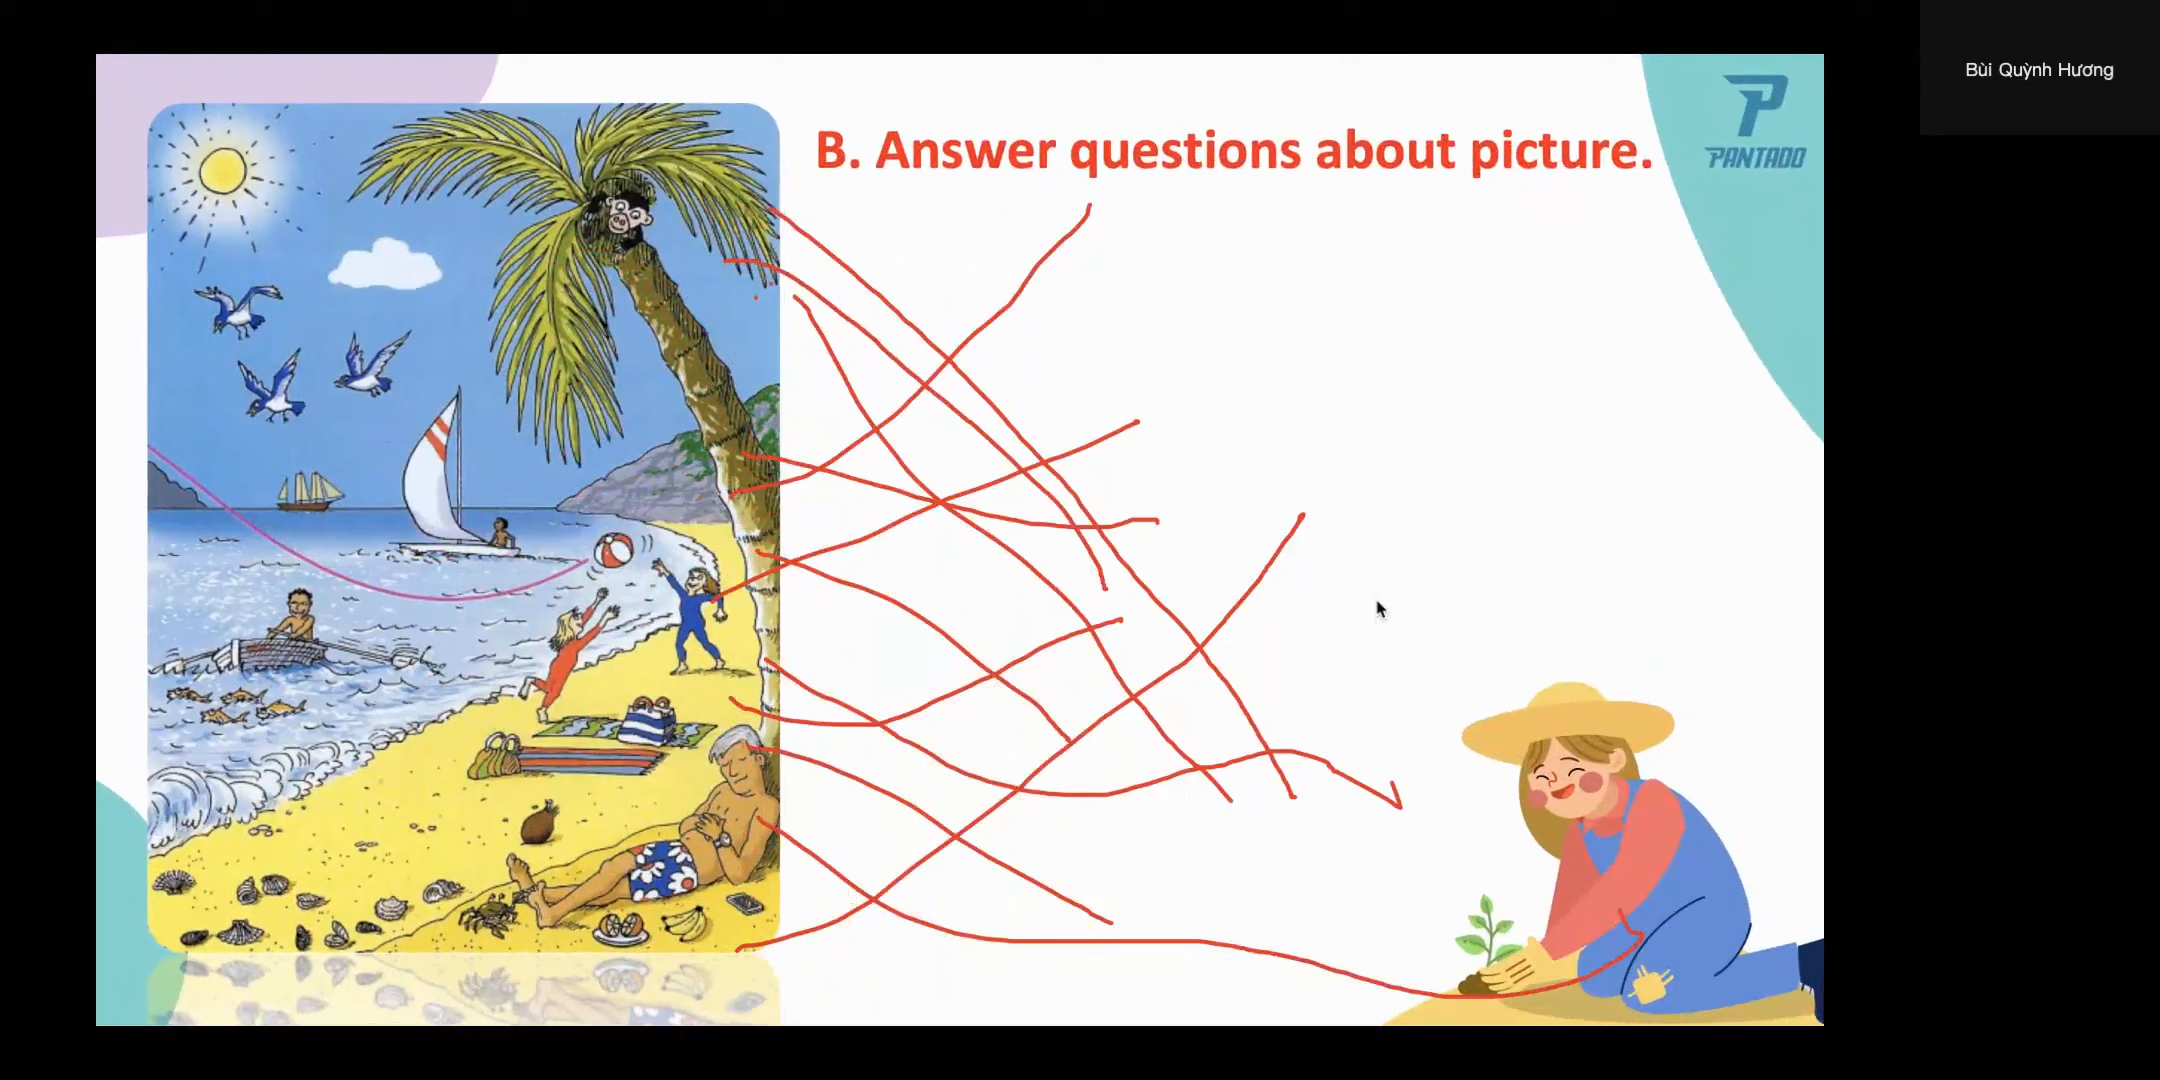 B. Answer questions about picture.
PANTADO
Bùi Quỳnh Hương